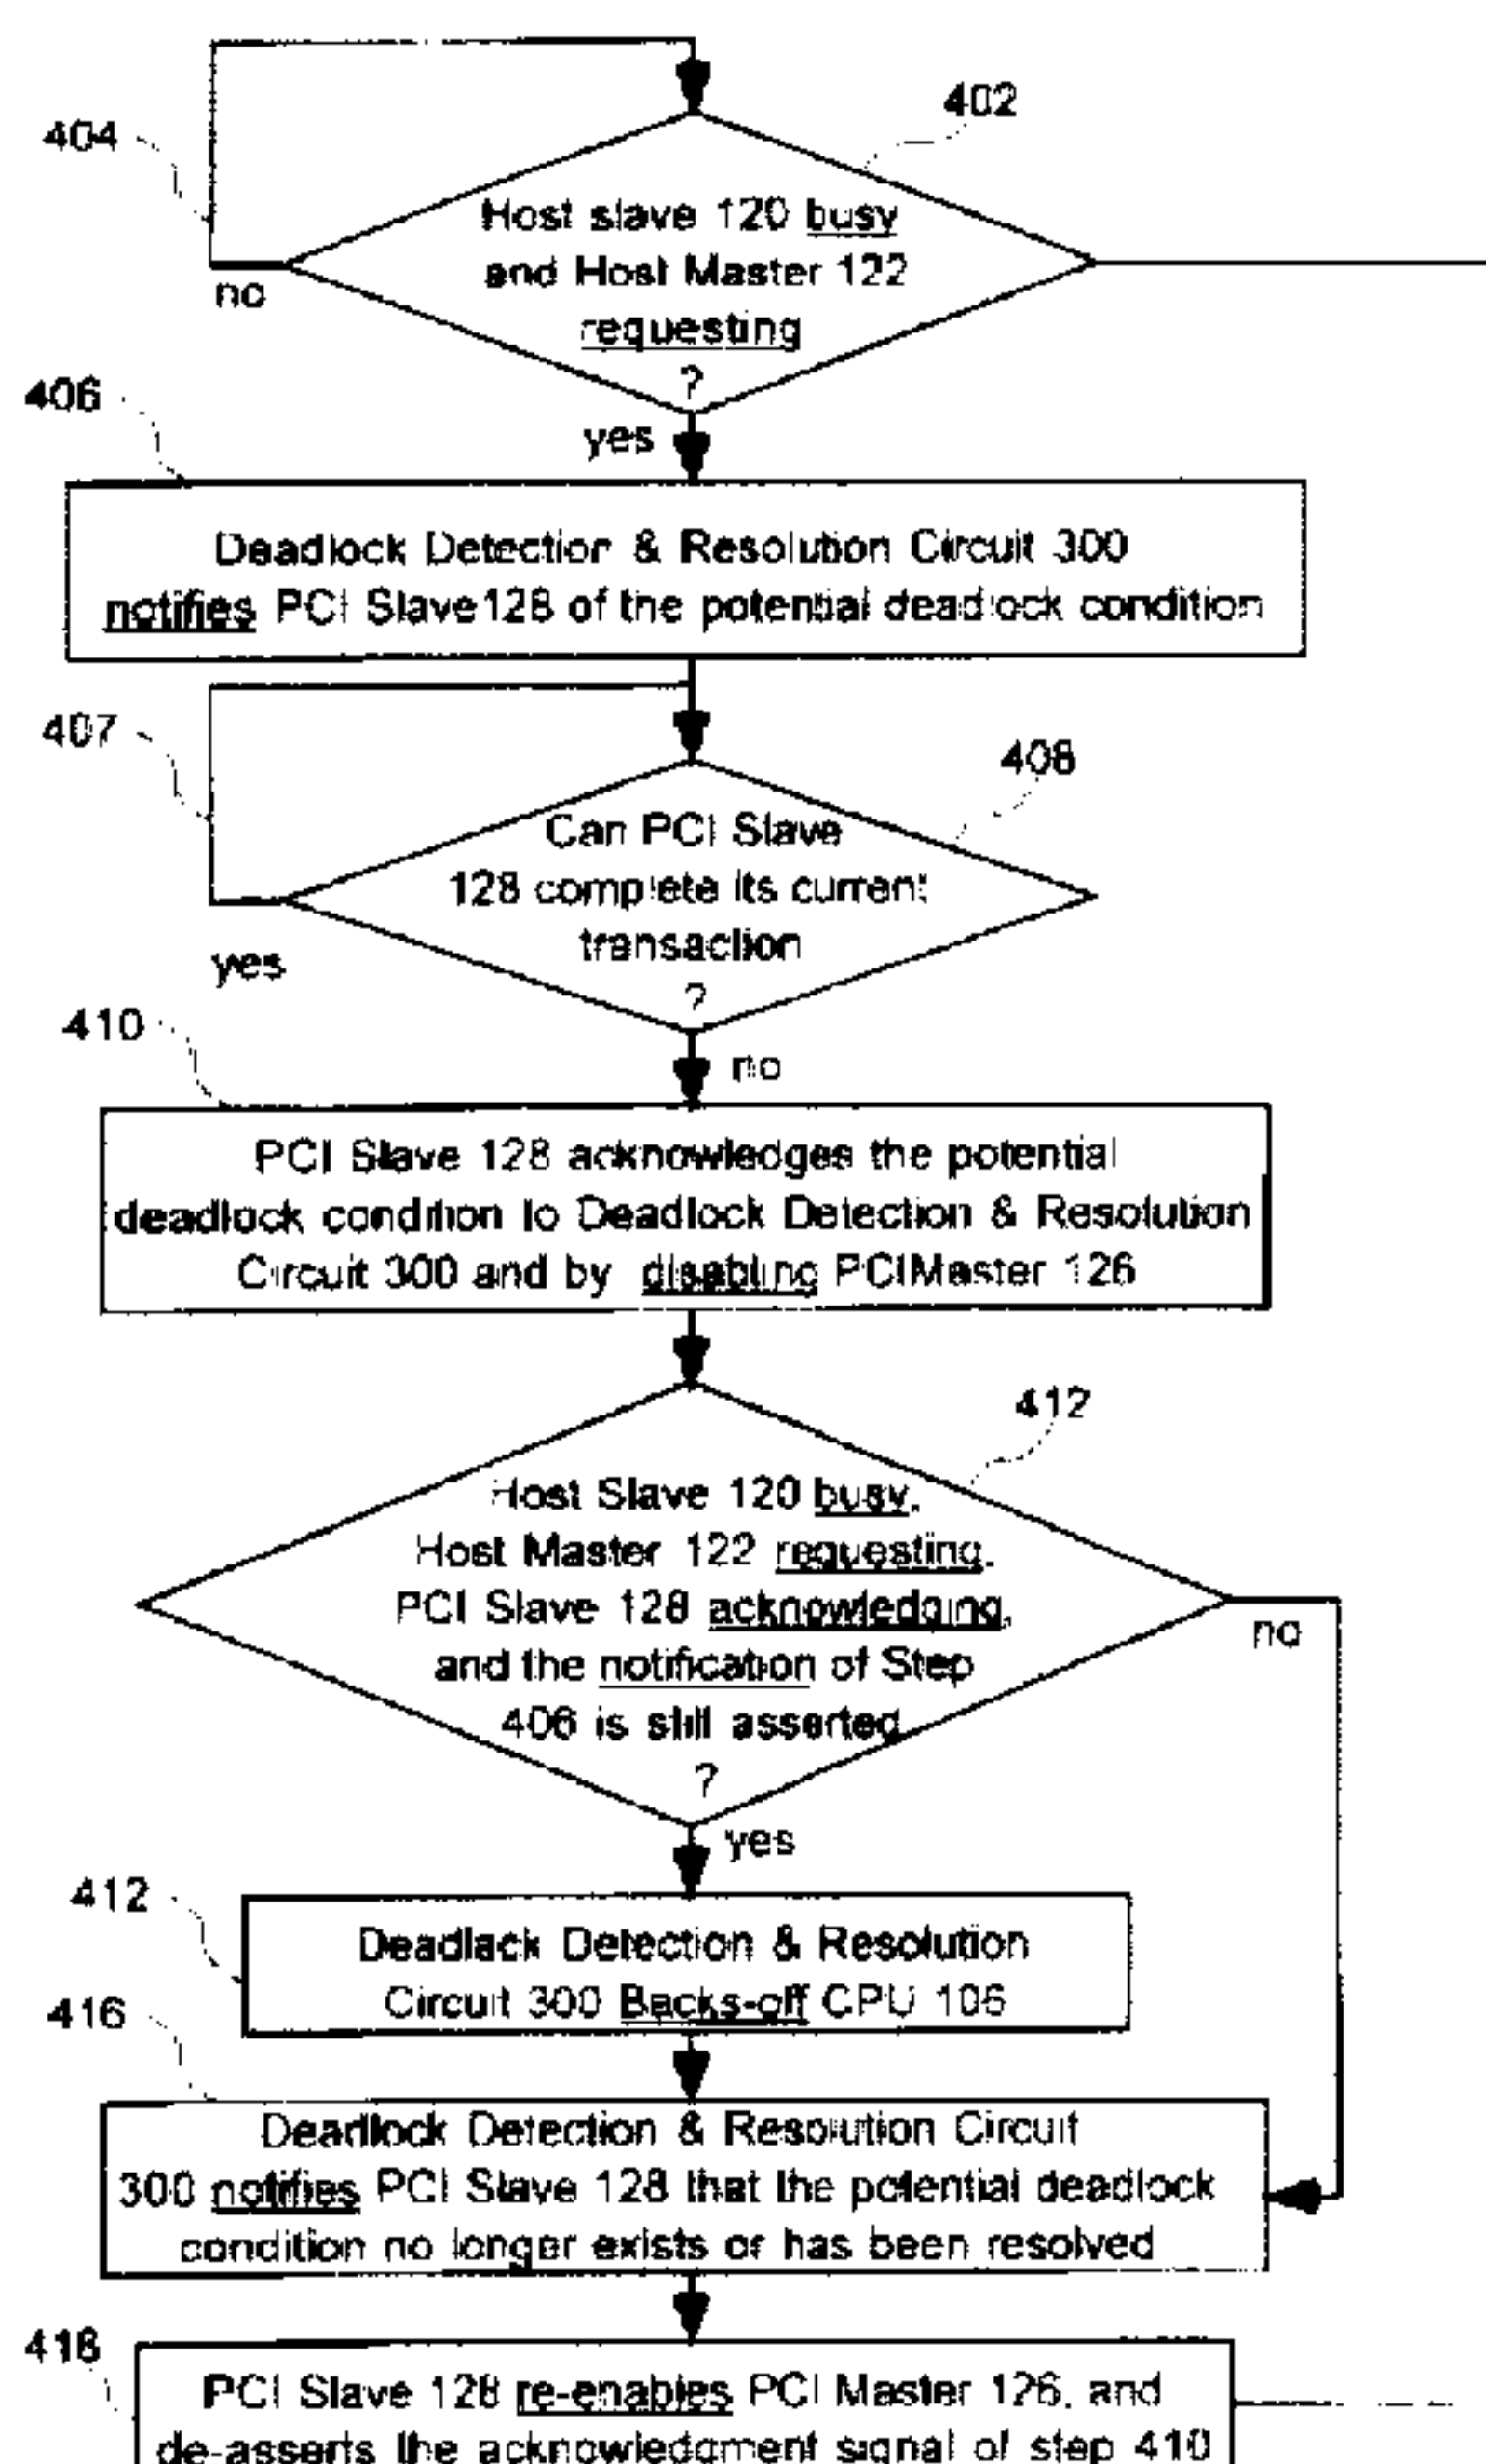 402
404
Host slave 120 busy
and Host Master 122
requesting
?
no
406
yes
Deadlock Detection & Resolution Circuit 300
notifies PCI Slave128 of the potential deadlock condition
407
408
Can PCI Slave
128 complete its current
transaction
?
yes
410
no
PCI Slave 128 acknowledges the potential
deadlock condition to Deadlock Detection & Resolution
Circuit 300 and by disabling PCIMaster 126
412
Host Slave 120 busy,
Host Master 122 requesting,
PCI Slave 128 acknowledging,
and the notification of Step
406 is still asserted
?
no
yes
412
Deadlack Detection & Resolution
Circuit 300 Backs-off CPU 106
416
Deadlock Detection & Resolution Circuit
300 notifies PCI Slave 128 that the potential deadlock
condition no longer exists or has been resolved
418
PCI Slave 128 re-enables PCI Master 126, and
de-asserts the acknowledgment signal of step 410